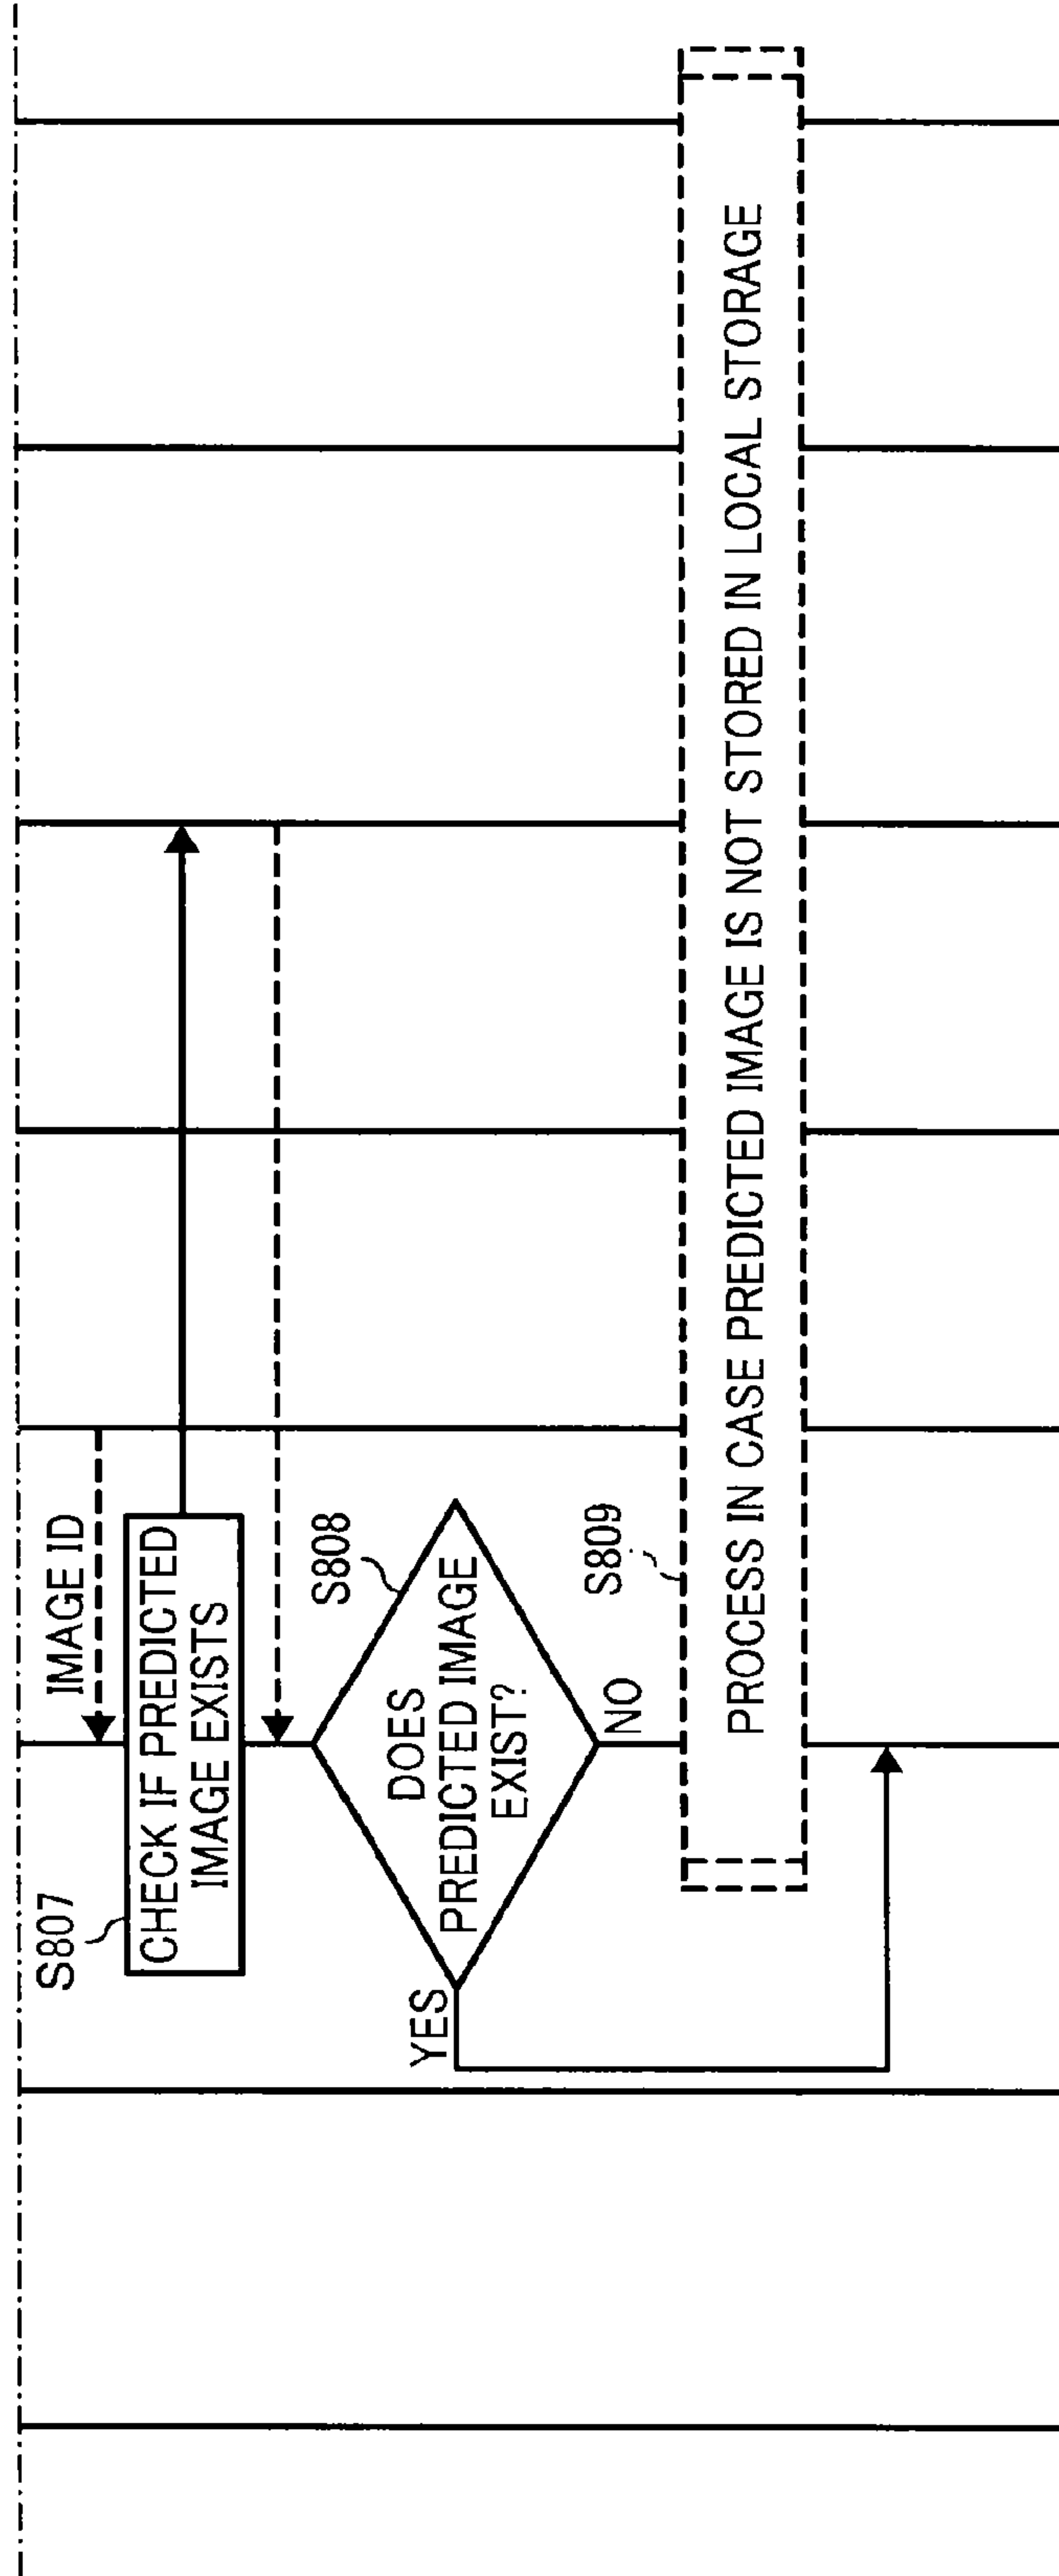 S807
IMAGE ID
CHECK IF PREDICTED
IMAGE EXISTS
S808
DOES
PREDICTED IMAGE
EXIST?
YES
NO
S809
PROCESS IN CASE PREDICTED IMAGE IS NOT STORED IN LOCAL STORAGE